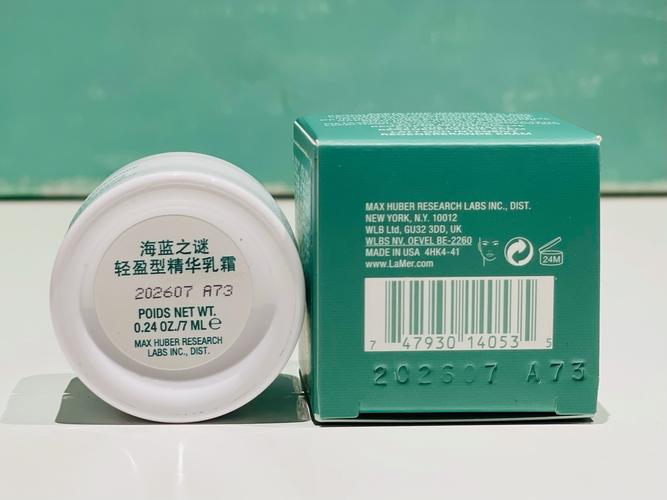 海蓝之谜
轻盈型精华乳霜
202607 A73
POIDS NET WT.
0.24 OZ./7 ML e
MAX HUBER RESEARCH
LABS INC., DIST.
MAX HUBER RESEARCH LABS INC., DIST.
NEW YORK, N.Y. 10012
WLB Ltd, GU32 3DD, UK
WLBS NV. OEVEL BE-2260
MADE IN USA 4HK4-41
www.LaMer.com
24M
7 47930 14053 5
202607 A73